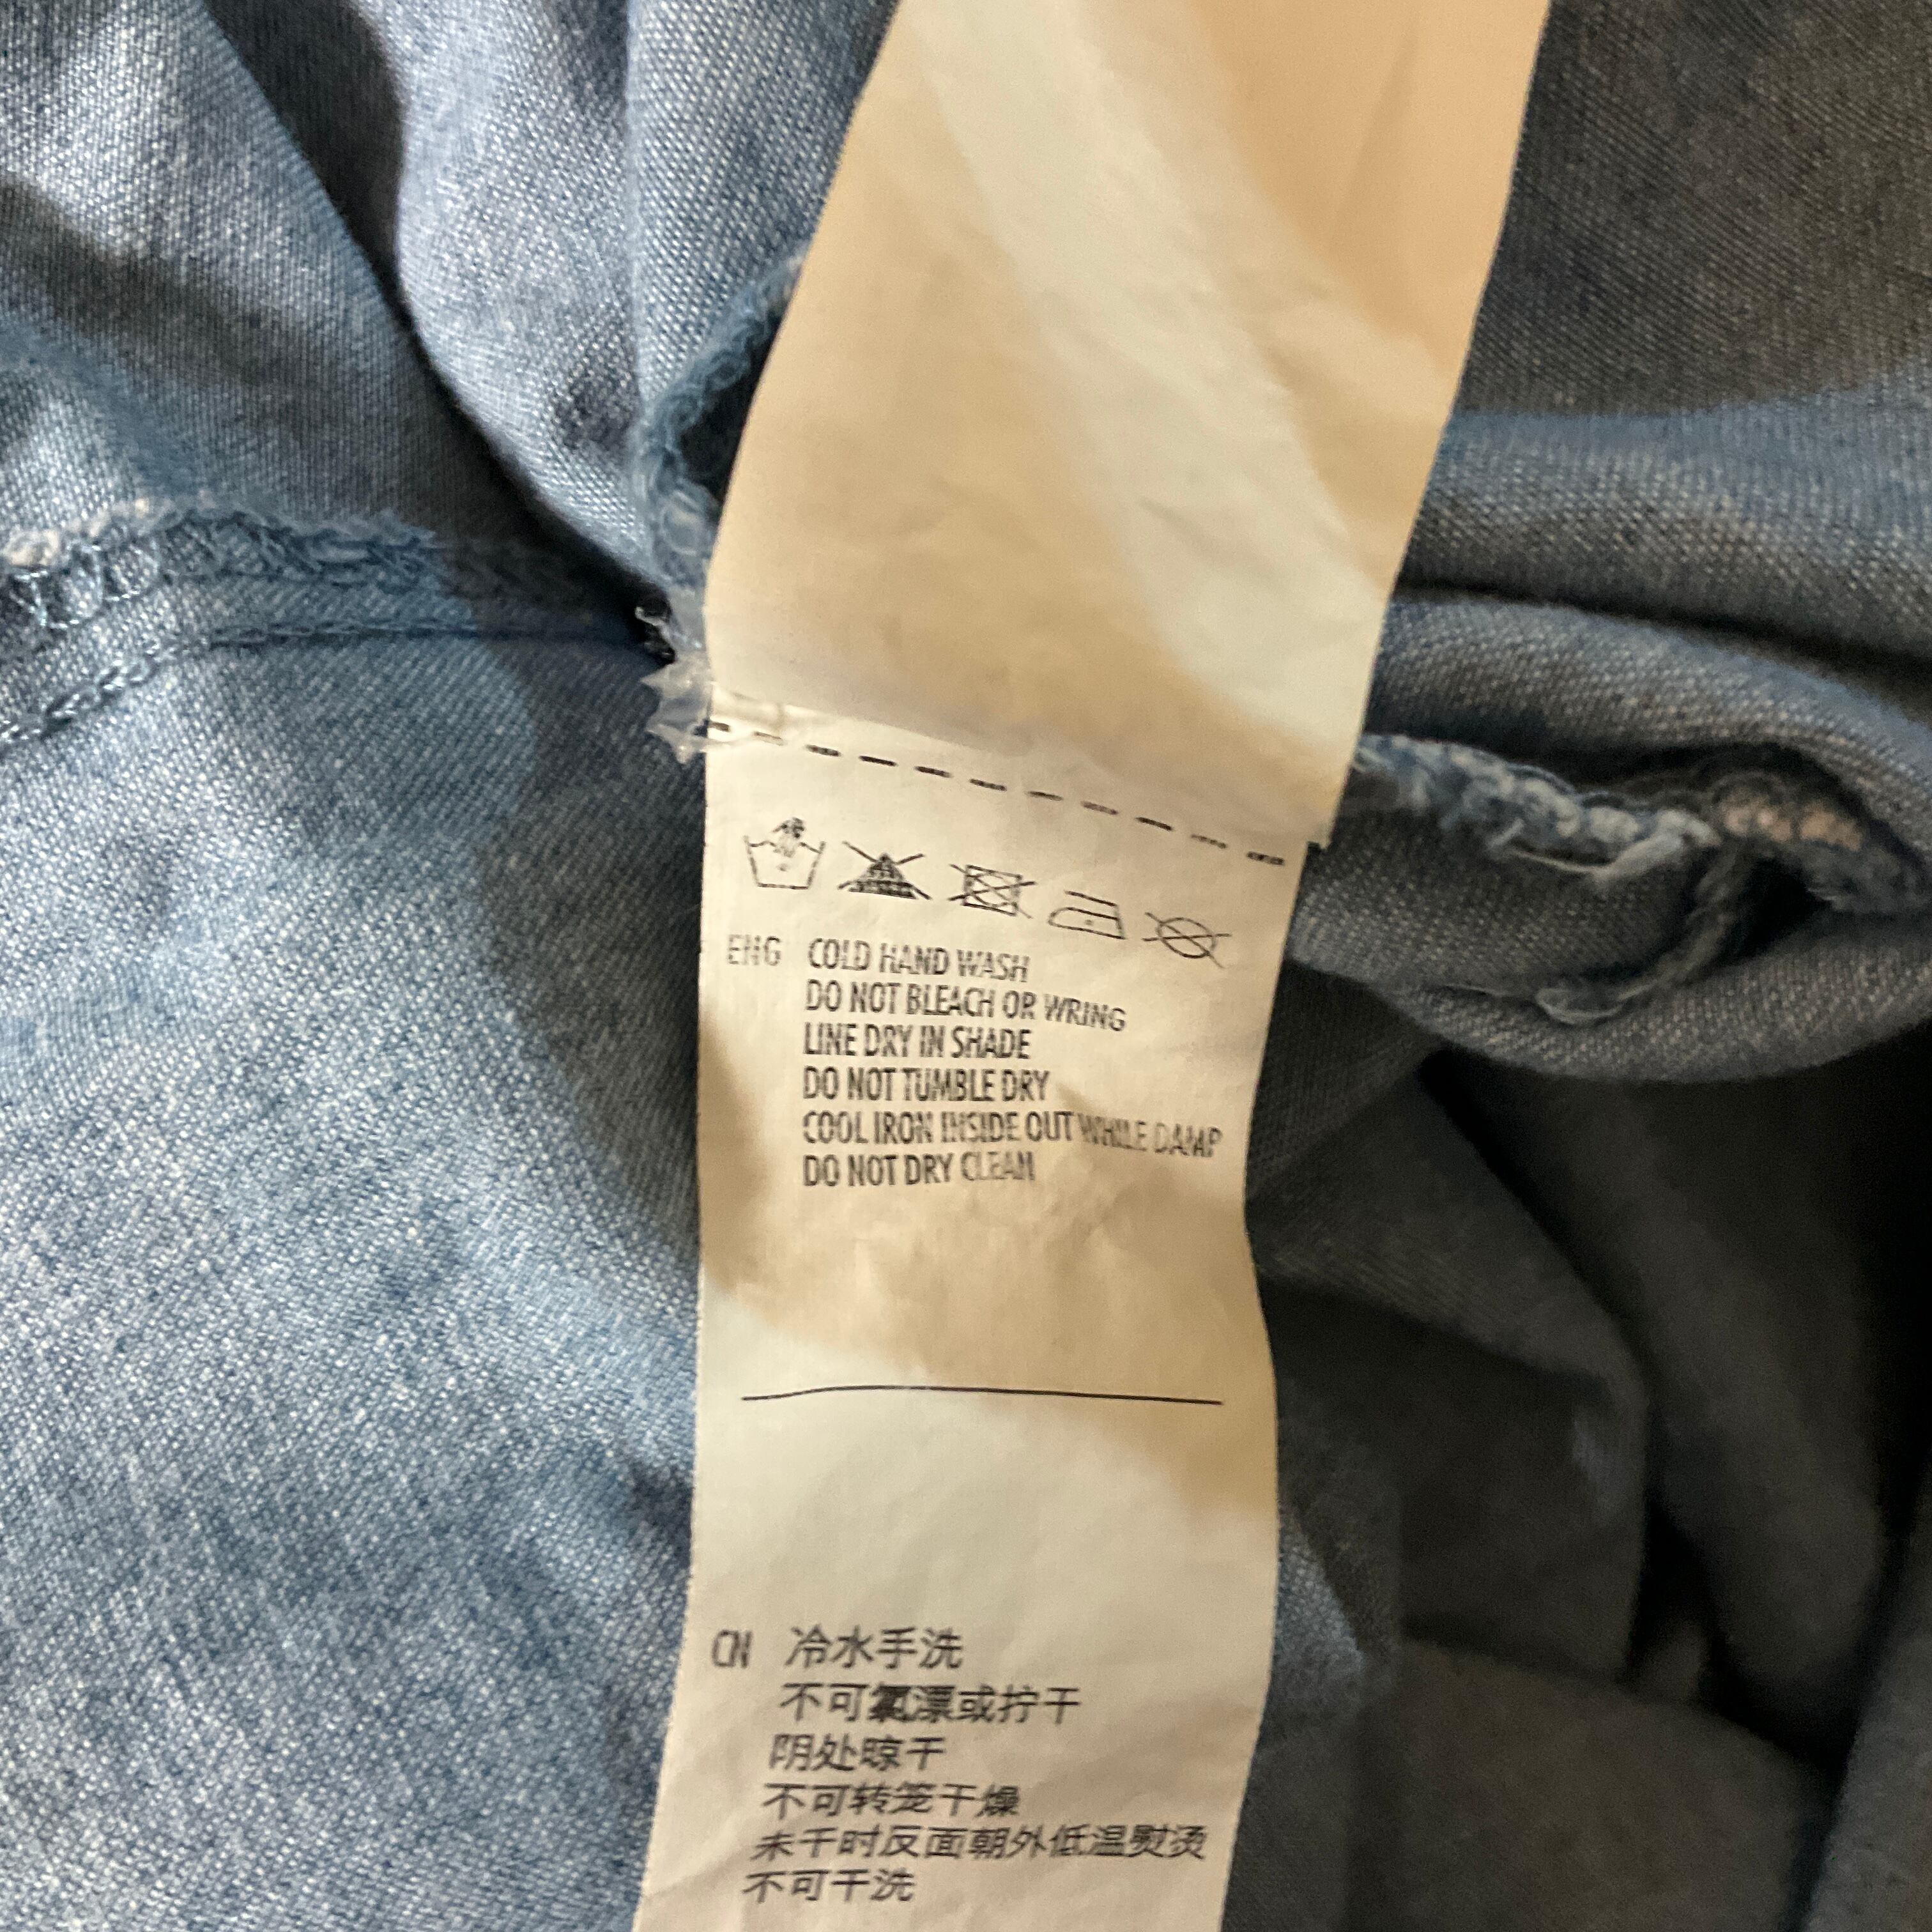 ENG COLD HAND WASH
DO NOT BLEACH OR WRING
LINE DRY IN SHADE
DO NOT TUMBLE DRY
COOL IRON INSIDE OUT WHILE DAMP
DO NOT DRY CLEAN
CN 冷水手洗
不可氯漂或拧干
阴处晾干
不可转笼干燥
未干时反面朝外低温熨烫
不可干洗